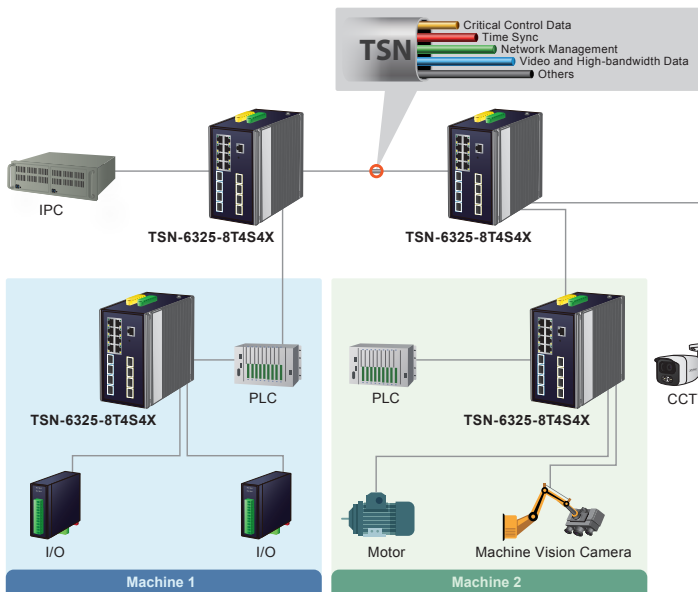 TSN
Critical Control Data
Time Sync
Network Management
Video and High-bandwidth Data
Others
IPC
TSN-6325-8T4S4X
TSN-6325-8T4S4X
PLC
PLC
CCT
TSN-6325-8T4S4X
TSN-6325-8T4S4X
I/O
I/O
Motor
Machine Vision Camera
Machine 1
Machine 2